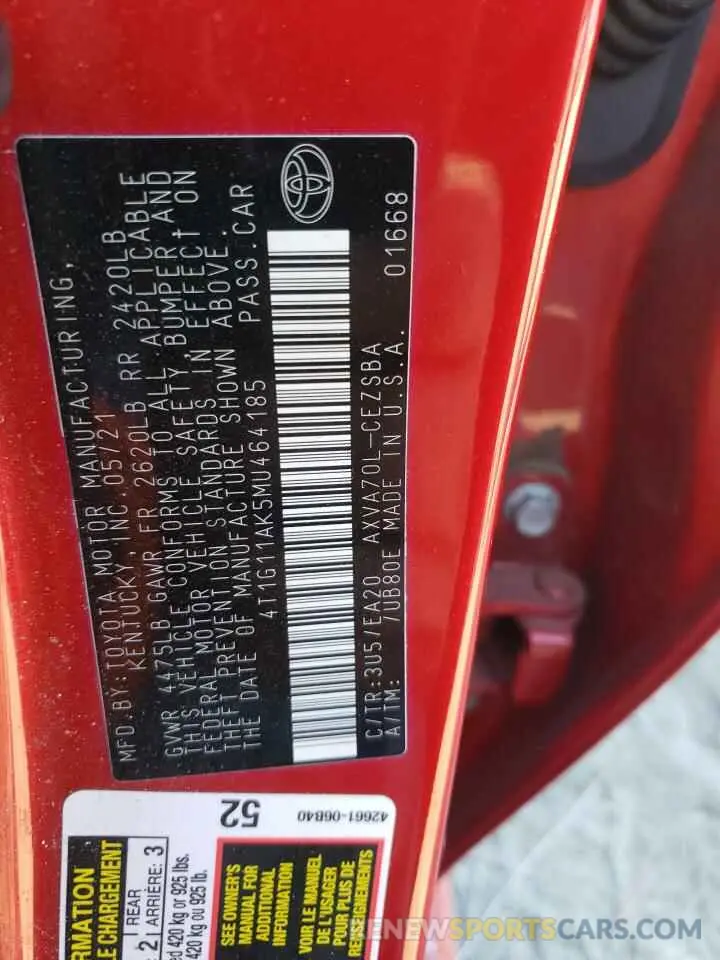 MFD.BY:TOYOTA MOTOR MANUFACTURING,
KENTUCKY, INC. 05/21
GVWR 4475LB GAWR FR 2620LB RR 2420LB
THIS VEHICLE CONFORMS TO ALL APPLICABLE
FEDERAL MOTOR VEHICLE SAFETY, BUMPER, AND
THEFT PREVENTION STANDARDS IN EFFECT ON
THE DATE OF MANUFACTURE SHOWN ABOVE.
4T1G11AK5MU464185 PASS.CAR
C/TR:3U5/EA20 AXVA70L-CEZSBA 01668
A/TM: /UB80E MADE IN U.S.A.
52
42661-06B40
REAR
2 ARRIÈRE: 3
420 kg or 925 lbs.
420 kg ou 925 lb.
SEE OWNER'S
MANUAL FOR
ADDITIONAL
INFORMATION
VOIR LE MANUEL
DE L'USAGER
POUR PLUS DE
RENSEIGNEMENTS
RENEWSPORTSCARS.COM